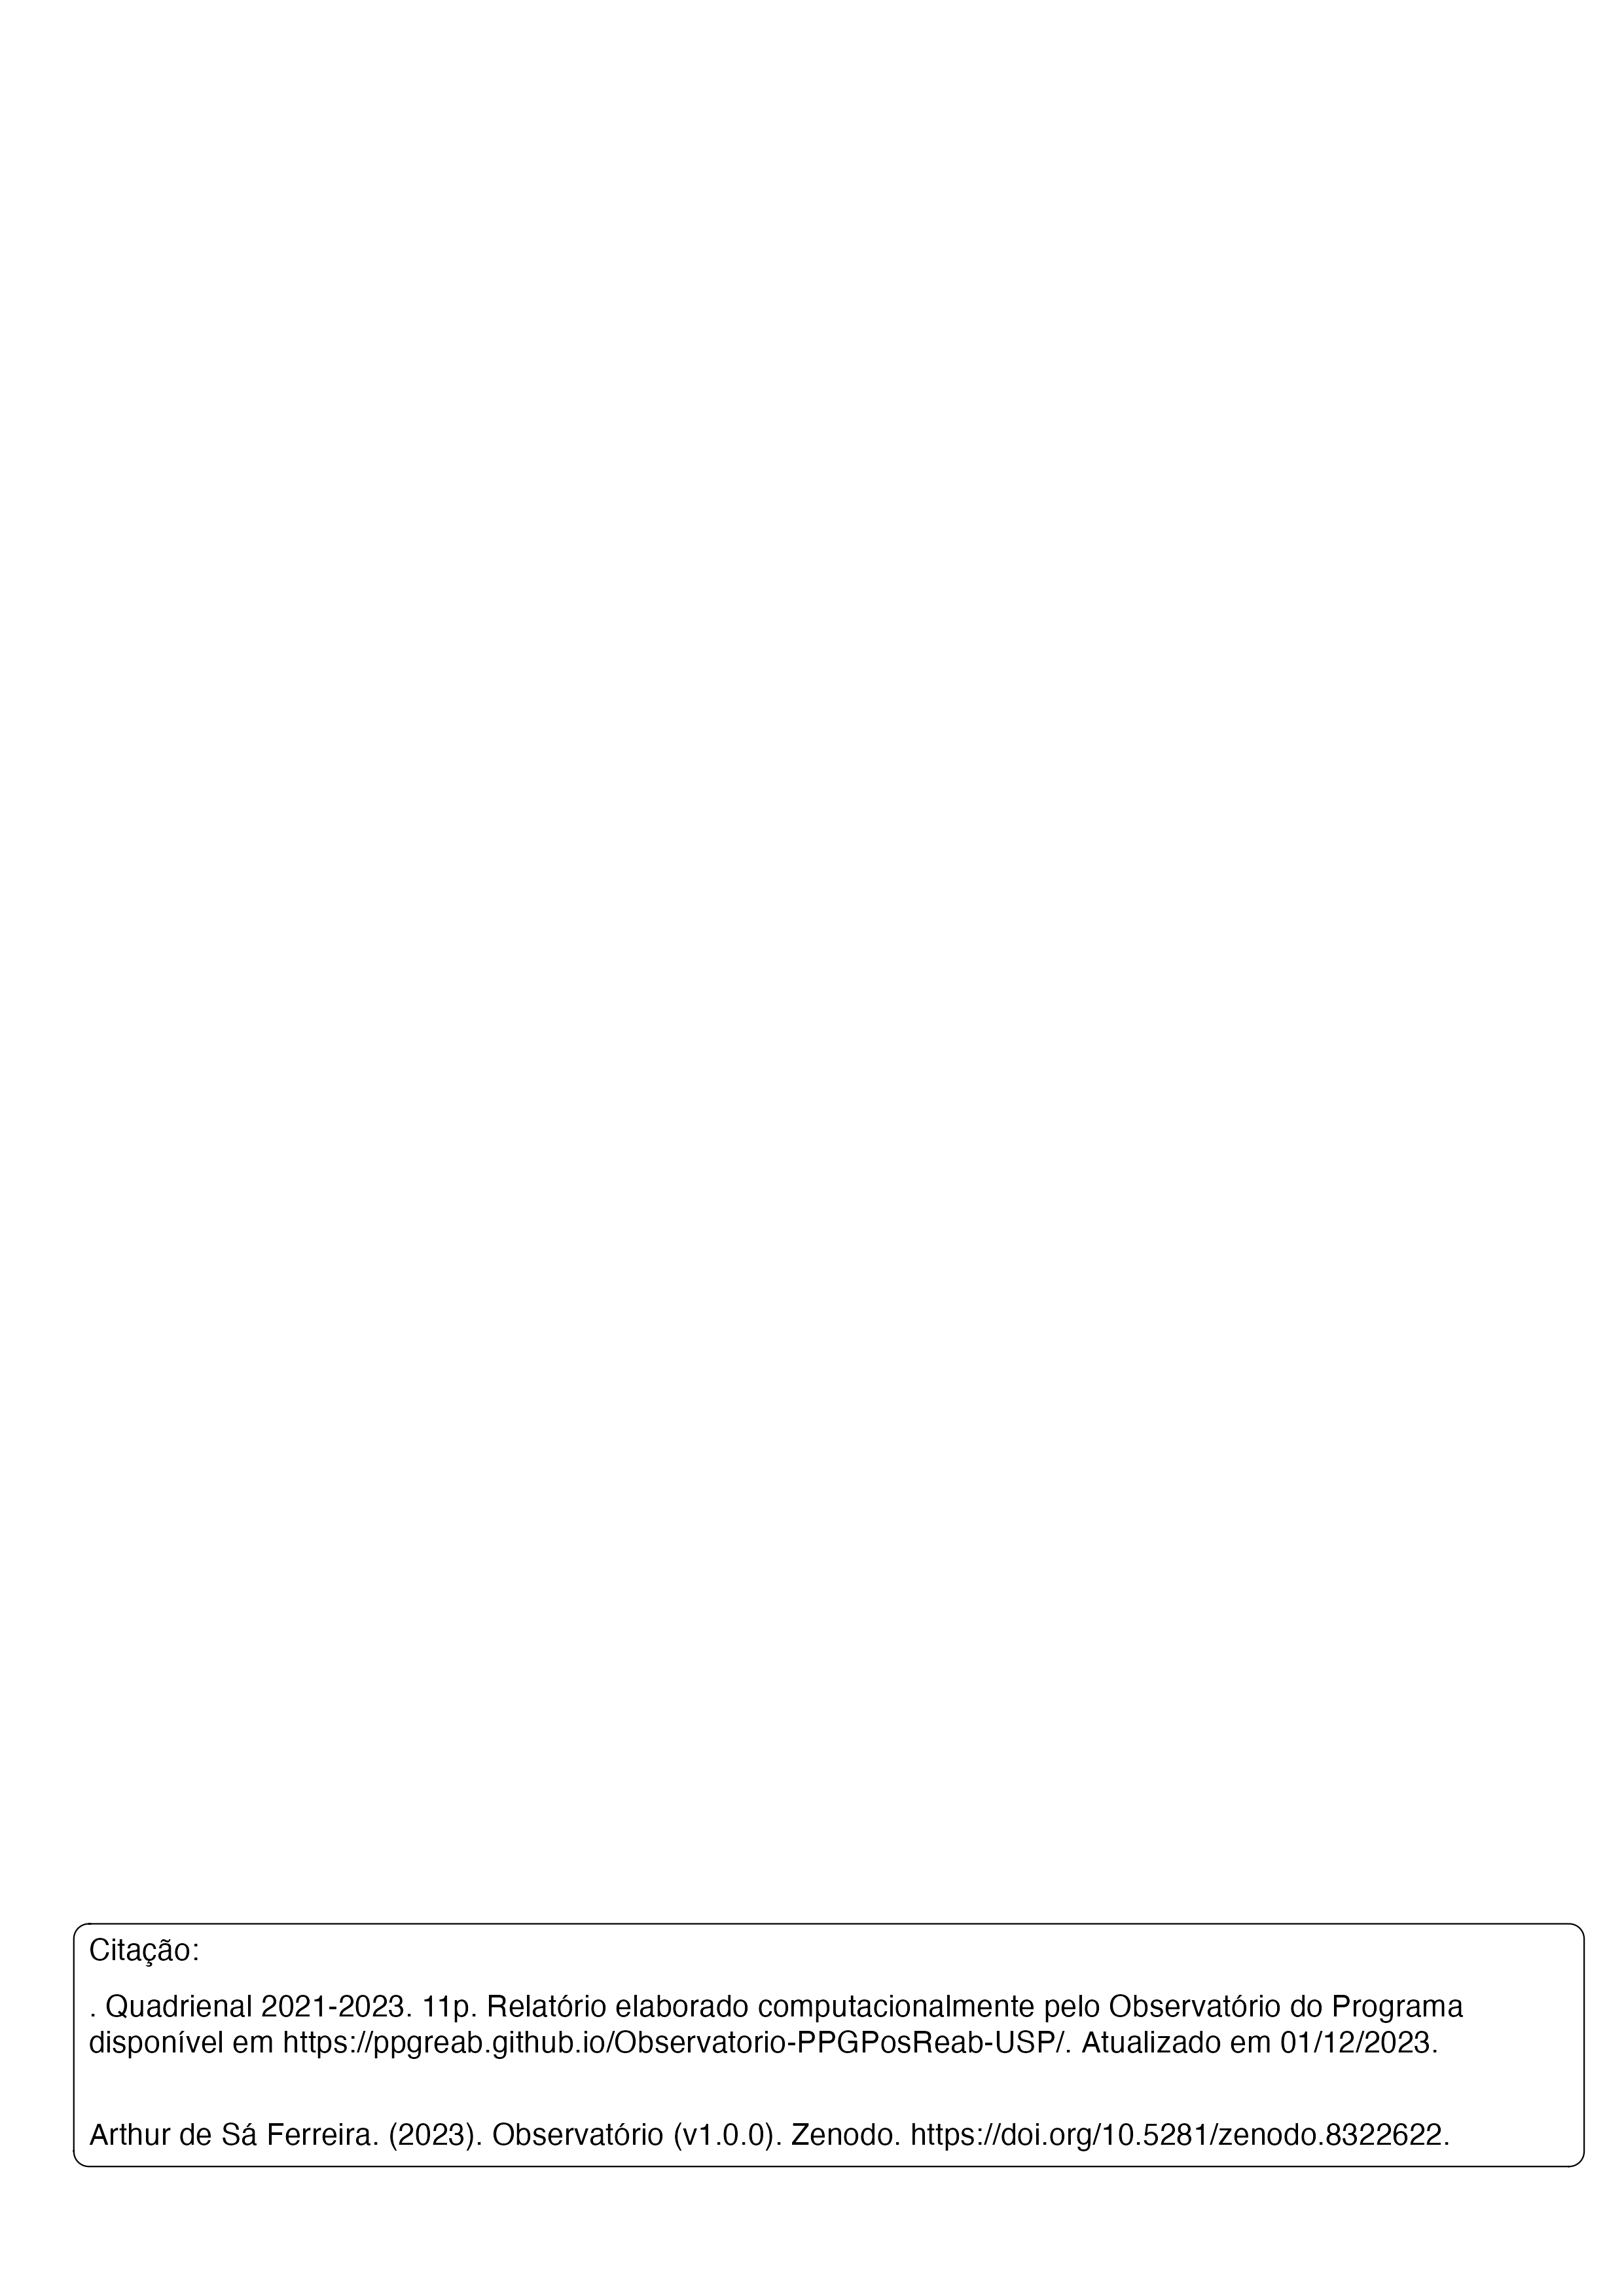 Citação:
. Quadrienal 2021-2023. 11p. Relatório elaborado computacionalmente pelo Observatório do Programa
disponível em https://ppgreab.github.io/Observatorio-PPGPosReab-USP/. Atualizado em 01/12/2023.
Arthur de Sá Ferreira. (2023). Observatório (v1.0.0). Zenodo. https://doi.org/10.5281/zenodo.8322622.